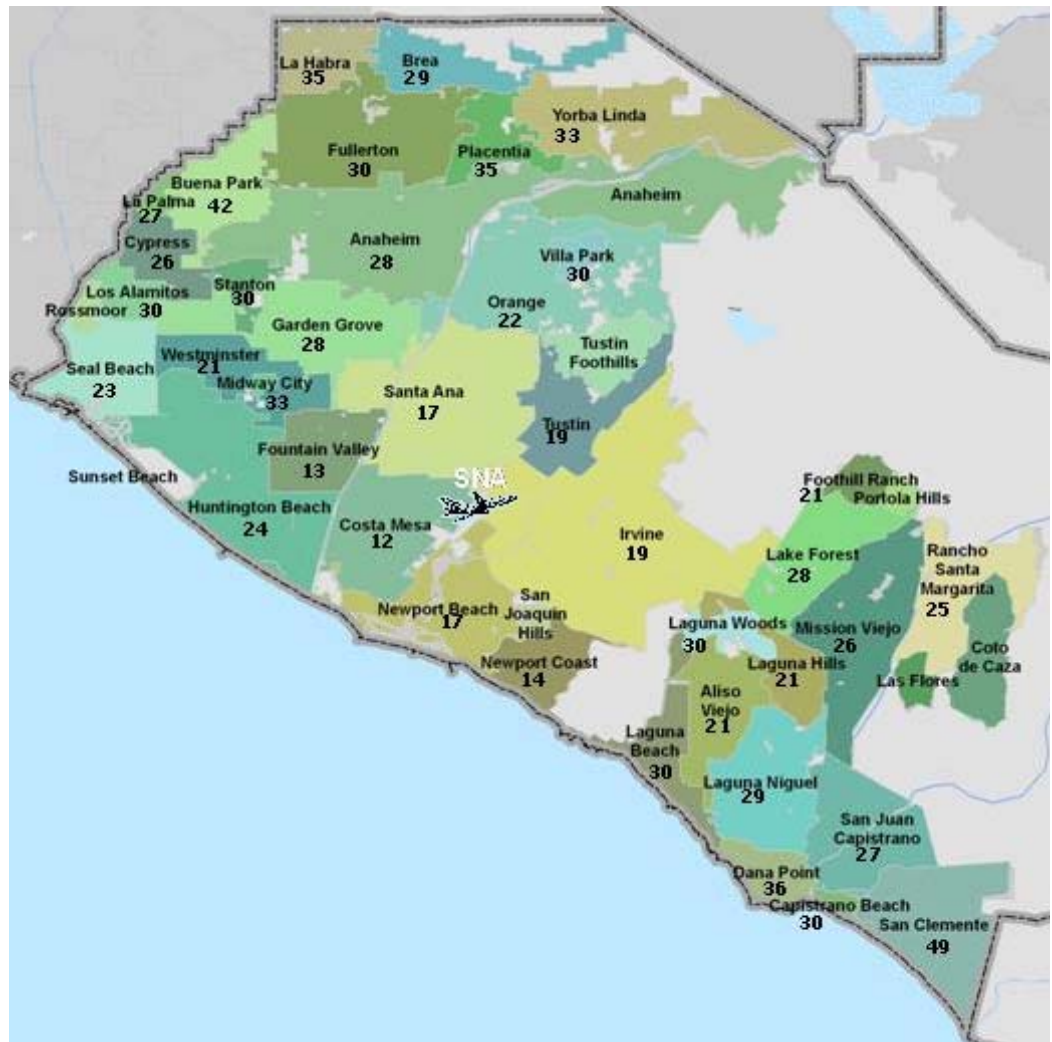 La Habra
35
Brea
29
Yorba Linda
33
Fullerton
30
Placentia
35
Buena Park
42
La Palma
27
Anaheim
Cypress
26
Anaheim
28
Villa Park
30
Stanton
30
Los Alamitos
30
Rossmoor
Orange
22
Garden Grove
28
Tustin
Foothills
Westminster
21
Seal Beach
23
Midway City
33
Santa Ana
17
Tustin
19
Fountain Valley
13
Sunset Beach
SNA
Foothill Ranch
21
Portola Hills
Huntington Beach
24
Costa Mesa
12
Irvine
19
Lake Forest
28
Rancho
Santa
Margarita
25
Newport Beach
17
San
Joaquin
Hills
Laguna Woods
30
Mission Viejo
26
Coto
de Caza
Newport Coast
14
Laguna Hills
21
Las Flores
Aliso
Viejo
21
Laguna
Beach
30
Laguna Niguel
29
San Juan
Capistrano
27
Dana Point
36
Capistrano Beach
30
San Clemente
49